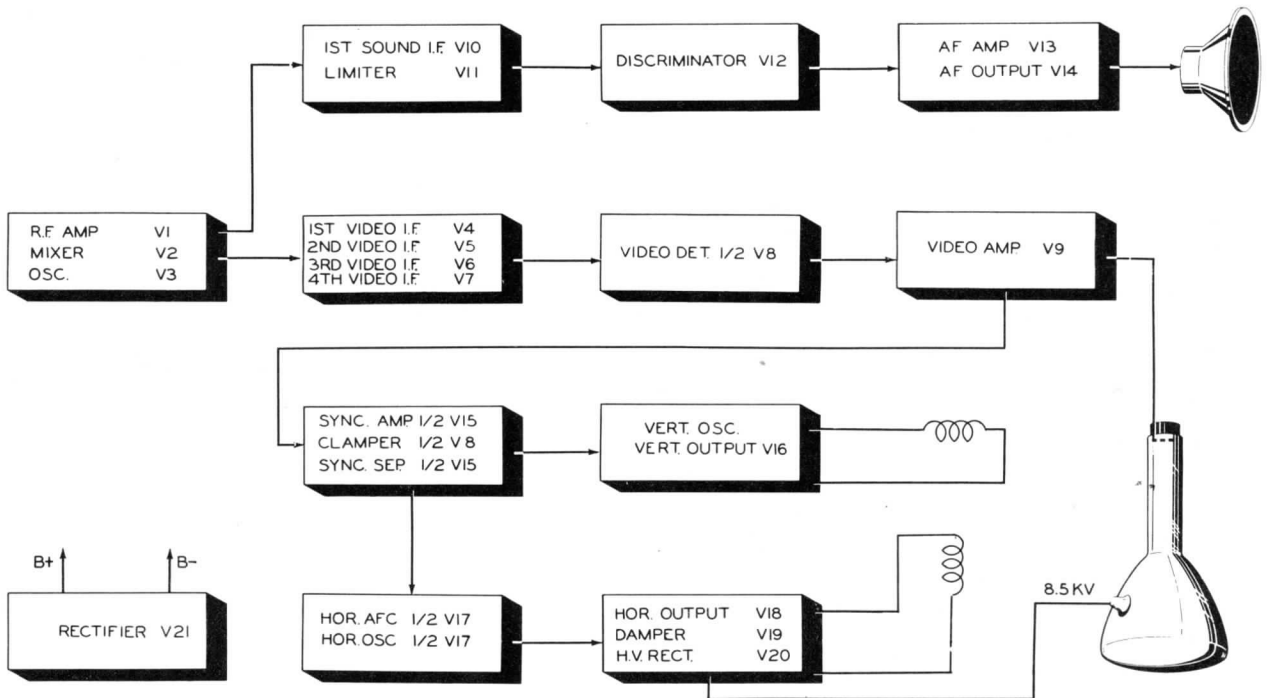 1ST SOUND I.F. V10
LIMITER V11
DISCRIMINATOR V12
AF AMP V13
AF OUTPUT V14
R.F. AMP V1
MIXER V2
OSC. V3
1ST VIDEO I.F. V4
2ND VIDEO I.F. V5
3RD VIDEO I.F. V6
4TH VIDEO I.F. V7
VIDEO DET. 1/2 V8
VIDEO AMP. V9
SYNC. AMP 1/2 V15
CLAMPER 1/2 V8
SYNC. SEP. 1/2 V15
VERT. OSC.
VERT. OUTPUT V16
B+
B-
RECTIFIER V21
HOR. AFC 1/2 V17
HOR. OSC 1/2 V17
HOR. OUTPUT V18
DAMPER V19
H.V. RECT. V20
8.5 KV